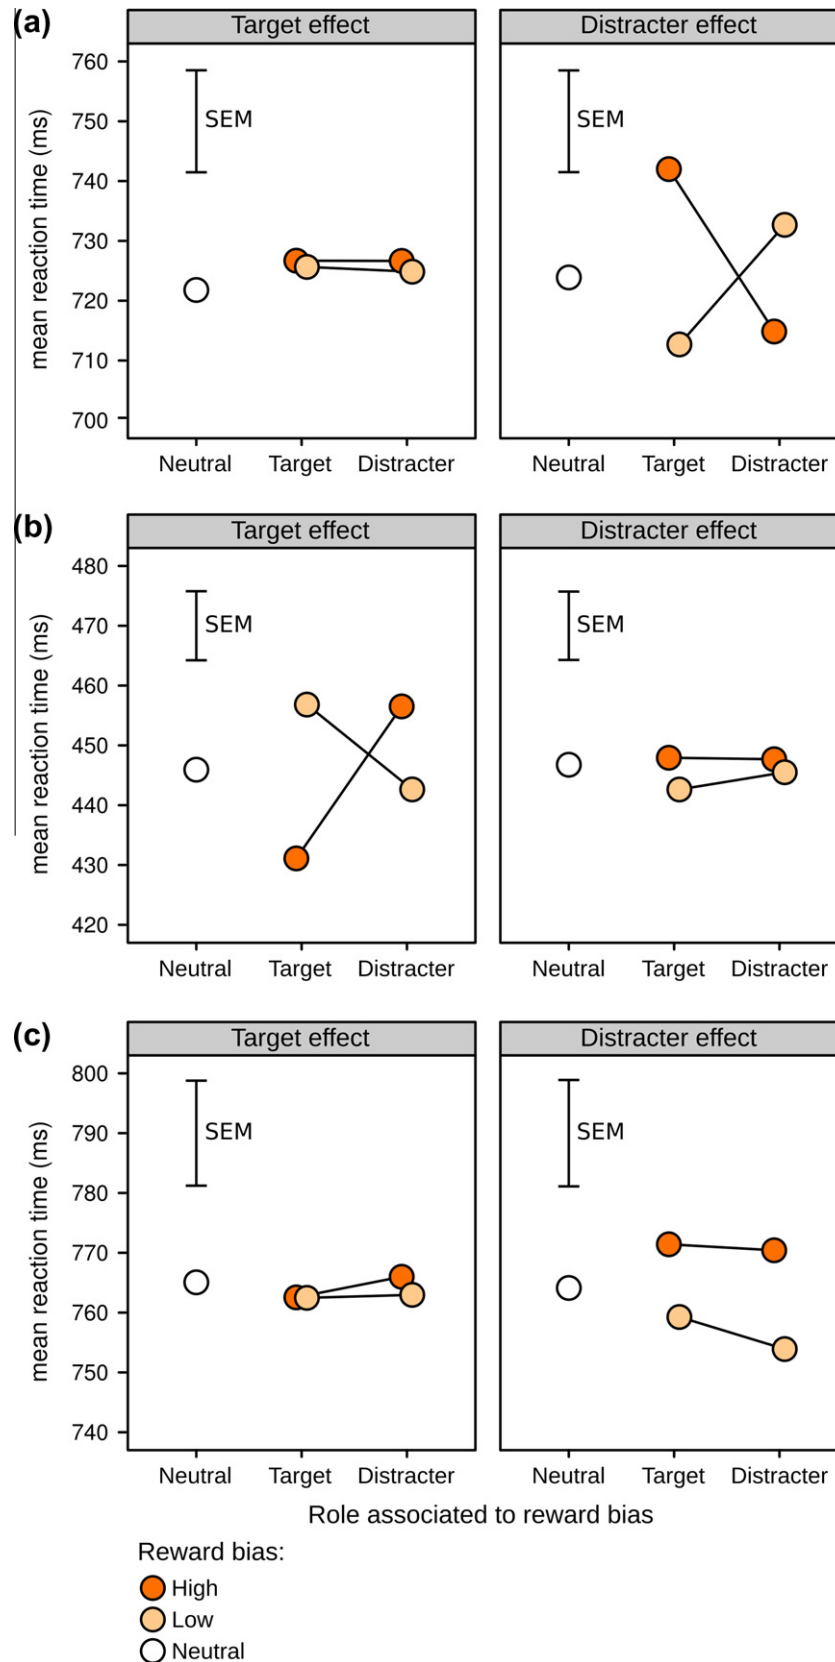 (a)
Target effect
Distracter effect
mean reaction time (ms)
760
750
740
730
720
710
700
SEM
SEM
Neutral
Target
Distracter
Neutral
Target
Distracter
(b)
Target effect
Distracter effect
mean reaction time (ms)
480
470
460
450
440
430
420
SEM
SEM
Neutral
Target
Distracter
Neutral
Target
Distracter
(c)
Target effect
Distracter effect
mean reaction time (ms)
800
790
780
770
760
750
740
SEM
SEM
Neutral
Target
Distracter
Neutral
Target
Distracter
Role associated to reward bias
Reward bias:
High
Low
Neutral